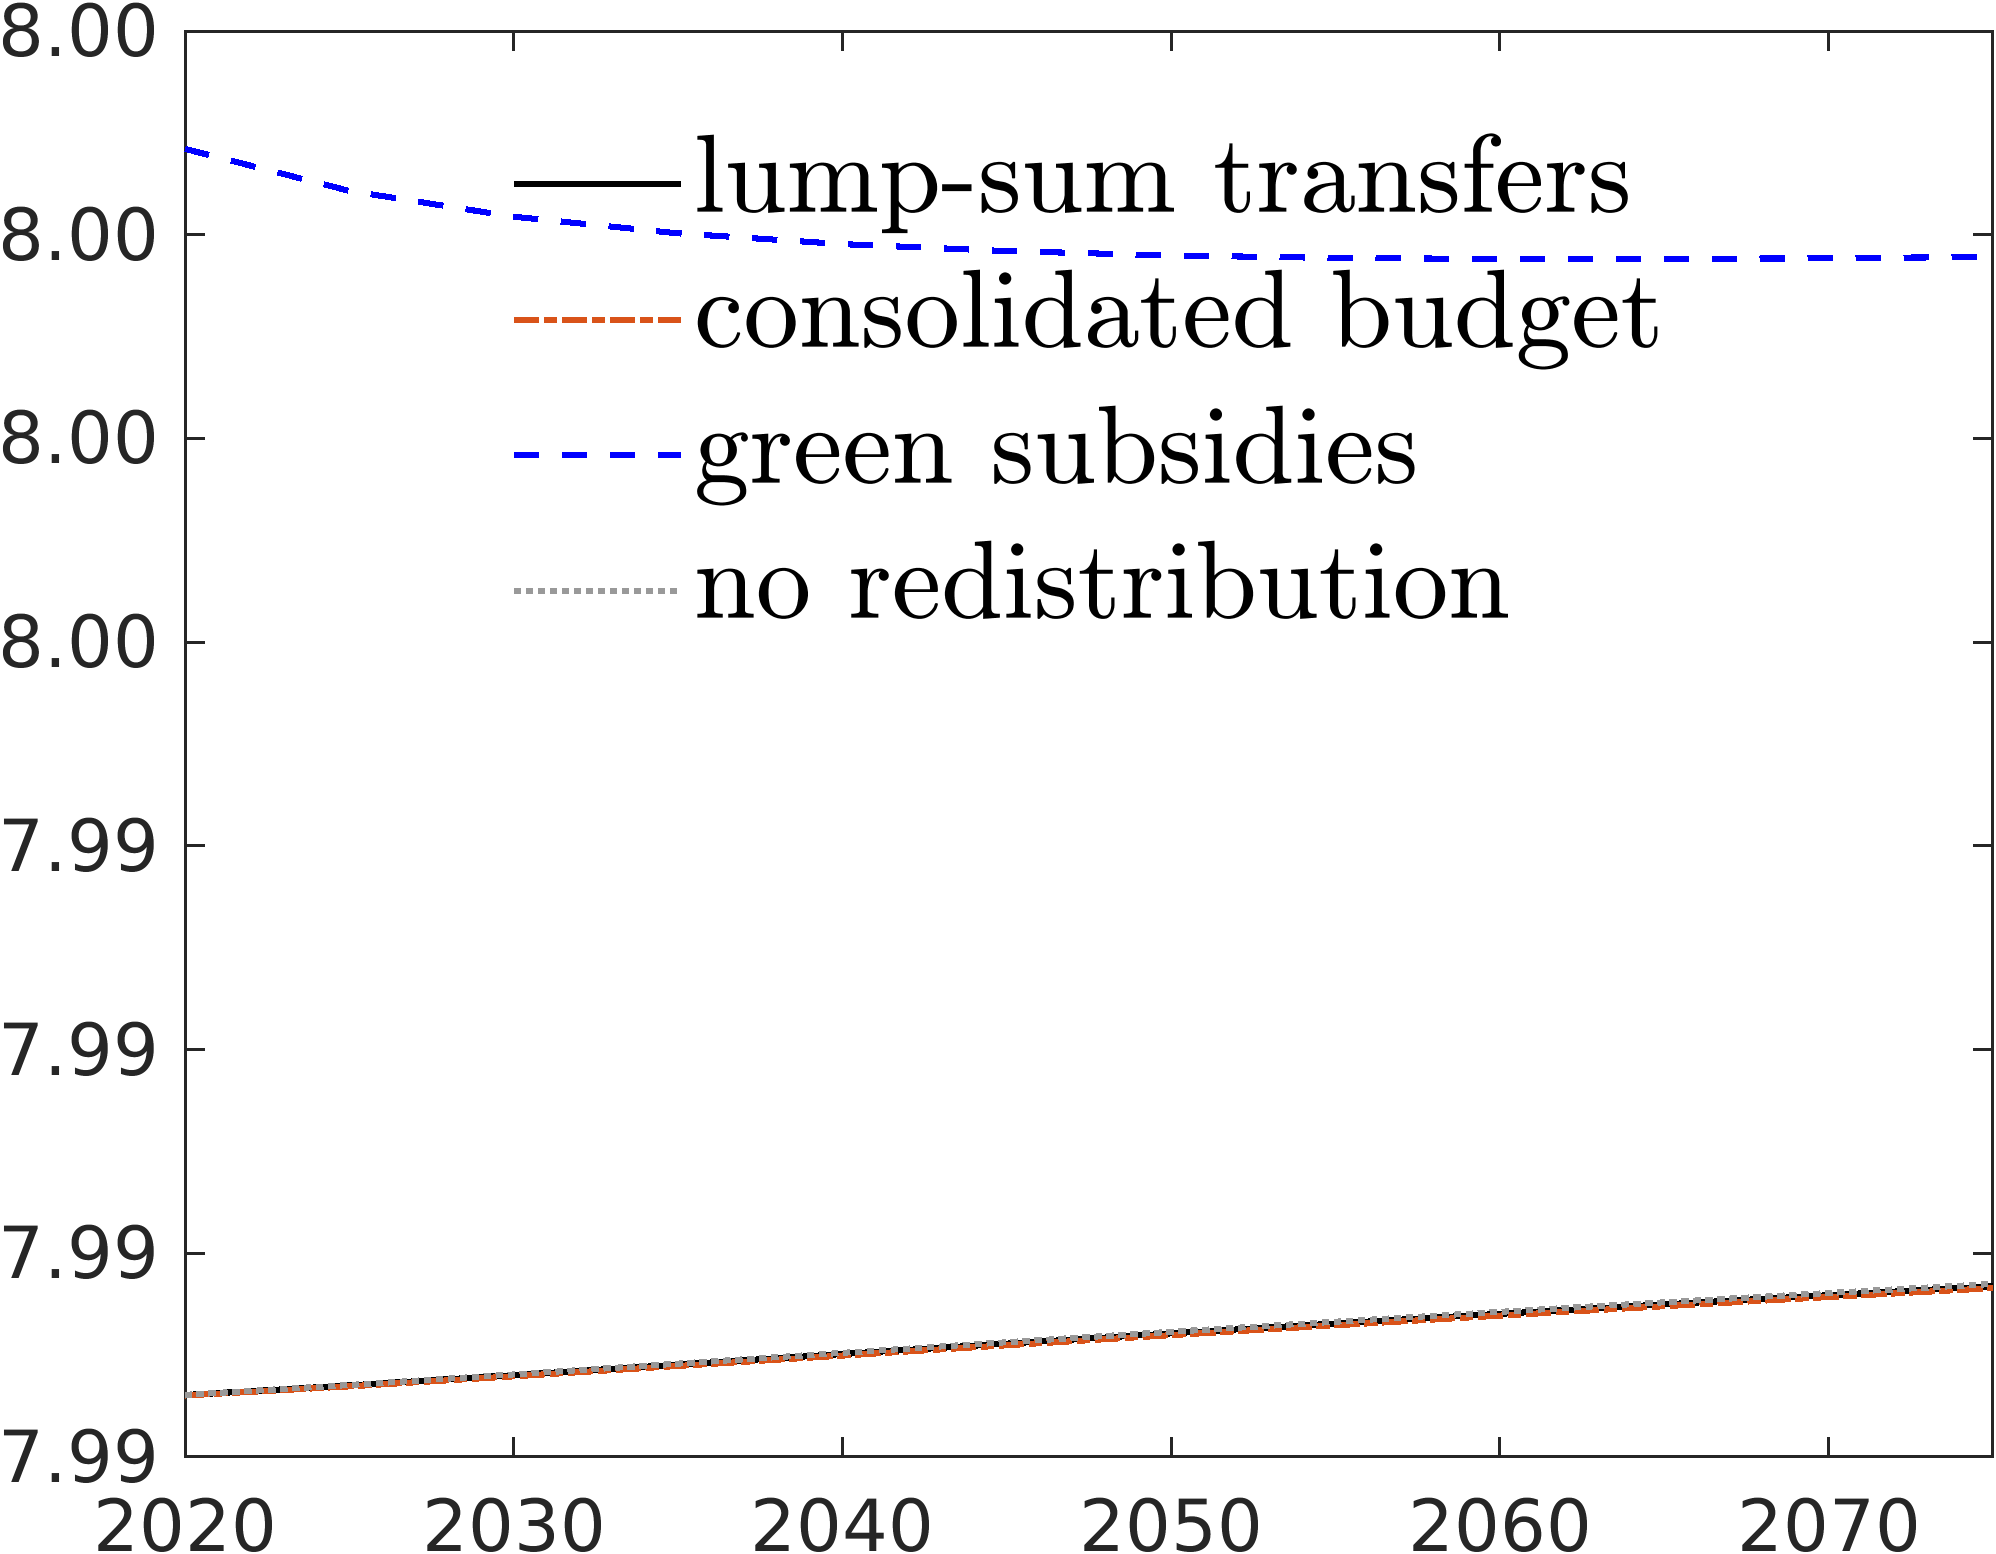 8.00
8.00
8.00
8.00
7.99
7.99
7.99
7.99
lump-sum transfers
consolidated budget
green subsidies
no redistribution
2020 2030 2040 2050 2060 2070